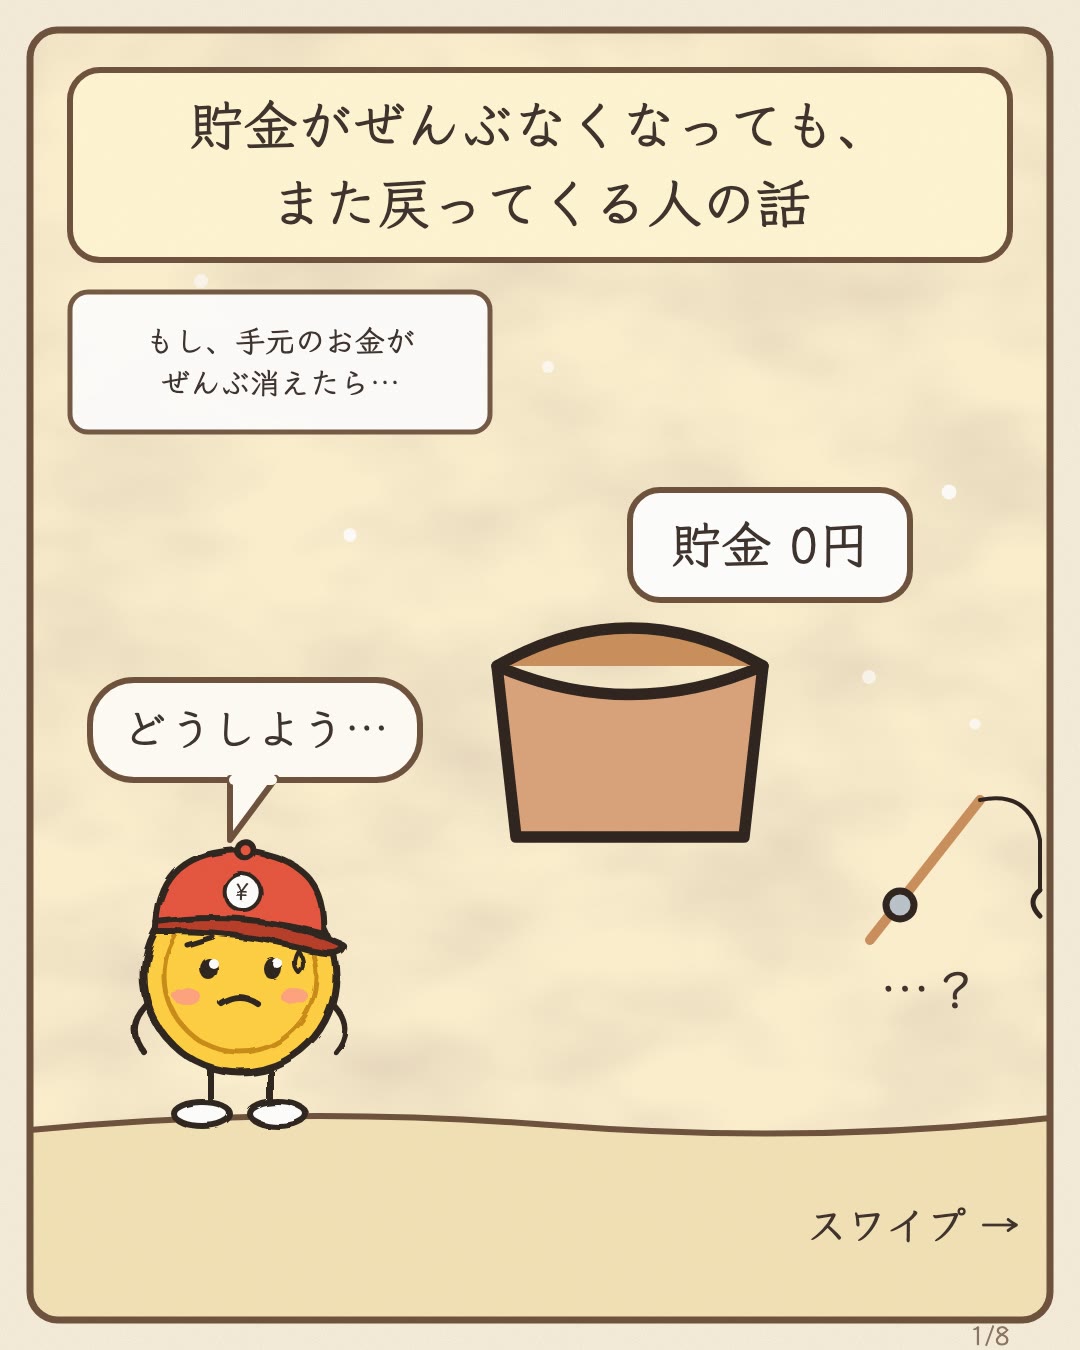 貯金がぜんぶなくなっても、
また戻ってくる人の話
もし、手元のお金が
ぜんぶ消えたら…
貯金 0円
どうしよう…
¥
…？
スワイプ →
1/8